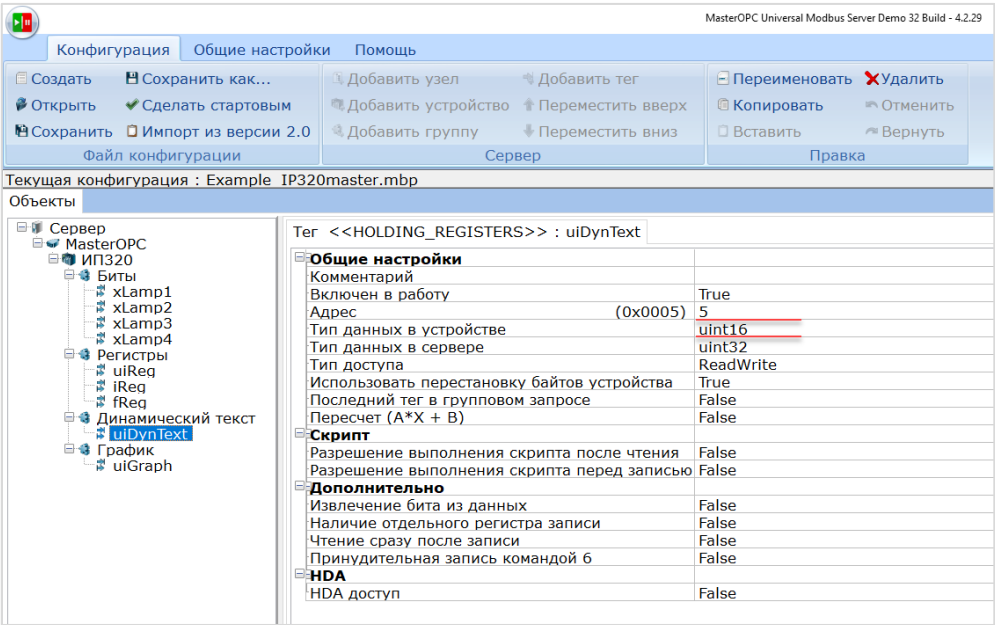 MasterOPC Universal Modbus Server Demo 32 Build - 4.2.29
Конфигурация Общие настройки Помощь
Создать Сохранить как... Добавить узел Добавить тег Переименовать Удалить
Открыть Сделать стартовым Добавить устройство Переместить вверх Копировать Отменить
Сохранить Импорт из версии 2.0 Добавить группу Переместить вниз Вставить Вернуть
Файл конфигурации Сервер Правка
Текущая конфигурация : Example_IP320master.mbp
Объекты
Сервер
MasterOPC
ИП320
Биты
xLamp1
xLamp2
xLamp3
xLamp4
Регистры
uiReg
iReg
fReg
Динамический текст
uiDynText
График
uiGraph
Тег <<HOLDING_REGISTERS>> : uiDynText
Общие настройки
Комментарий
Включен в работу True
Адрес (0x0005) 5
Тип данных в устройстве uint16
Тип данных в сервере uint32
Тип доступа ReadWrite
Использовать перестановку байтов устройства True
Последний тег в групповом запросе False
Пересчет (A*X + B) False
Скрипт
Разрешение выполнения скрипта после чтения False
Разрешение выполнения скрипта перед записью False
Дополнительно
Извлечение бита из данных False
Наличие отдельного регистра записи False
Чтение сразу после записи False
Принудительная запись командой 6 False
HDA
HDA доступ False